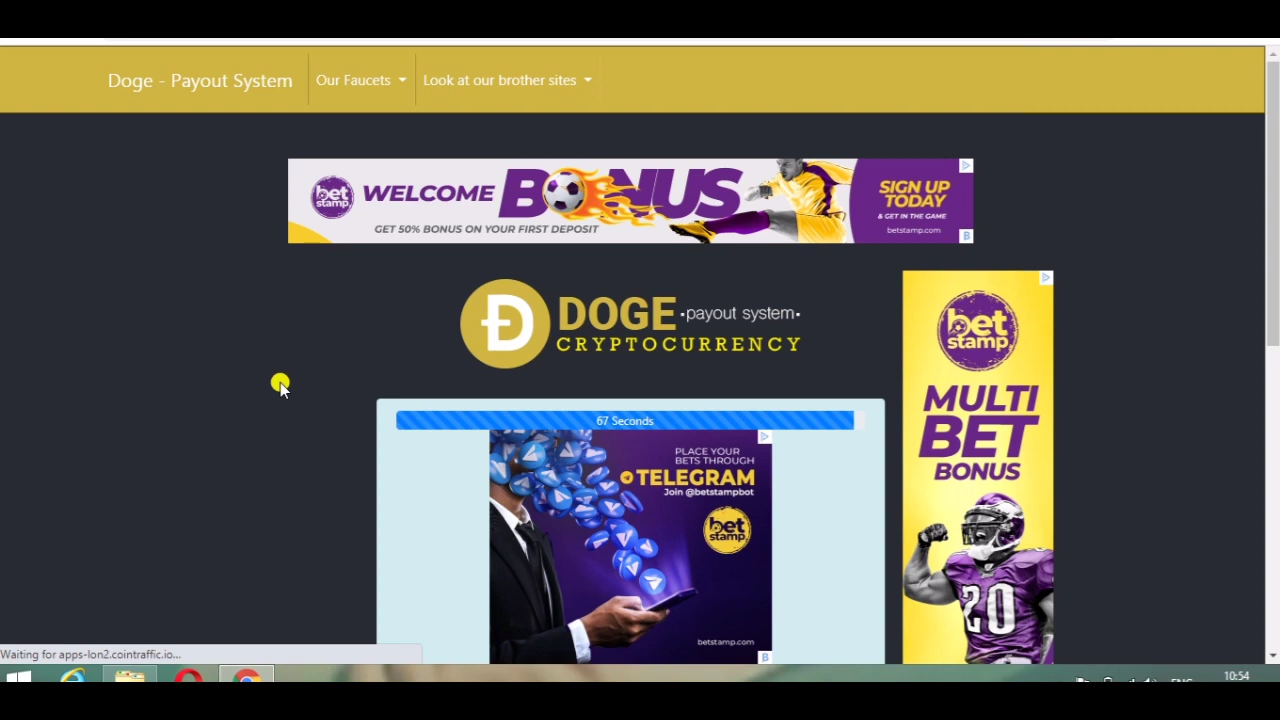 Doge - Payout System
Our Faucets
Look at our brother sites
bet
stamp
WELCOME BONUS
GET 50% BONUS ON YOUR FIRST DEPOSIT
SIGN UP
TODAY
& GET IN THE GAME
betstamp.com
B
DOGE •payout system•
CRYPTOCURRENCY
67 Seconds
PLACE YOUR
BETS THROUGH
TELEGRAM
Join @betstampbot
bet
stamp
betstamp.com
B
bet
stamp
MULTI
BET
BONUS
20
Waiting for apps-lon2.cointraffic.io...
10:54